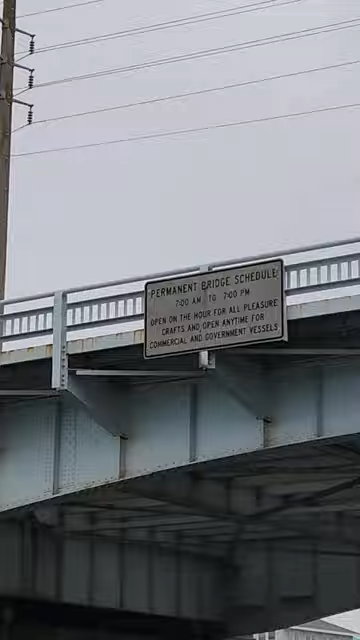 PERMANENT BRIDGE SCHEDULE
7:00 AM TO 7:00 PM
OPEN ON THE HOUR FOR ALL PLEASURE
CRAFTS AND OPEN ANYTIME FOR
COMMERCIAL AND GOVERNMENT VESSELS